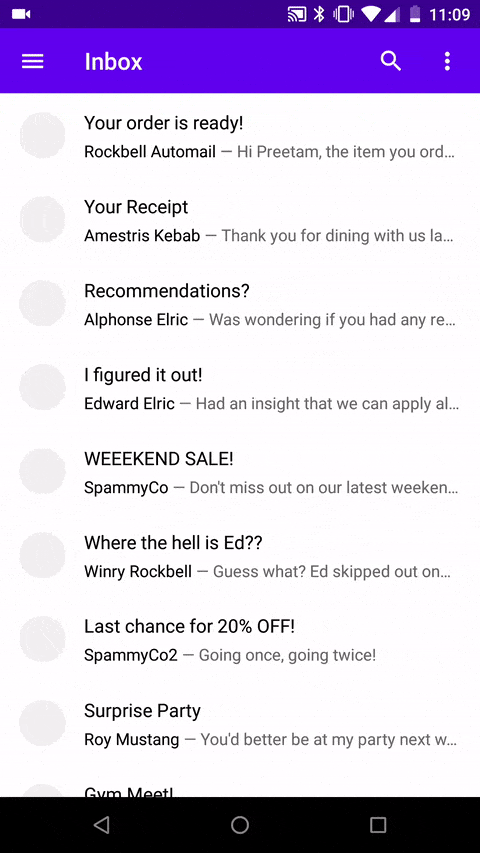 11:09
Inbox
Your order is ready!
Rockbell Automail — Hi Preetam, the item you ord...
Your Receipt
Amestris Kebab — Thank you for dining with us la...
Recommendations?
Alphonse Elric — Was wondering if you had any re...
I figured it out!
Edward Elric — Had an insight that we can apply al...
WEEEKEND SALE!
SpammyCo — Don't miss out on our latest weeken...
Where the hell is Ed??
Winry Rockbell — Guess what? Ed skipped out on...
Last chance for 20% OFF!
SpammyCo2 — Going once, going twice!
Surprise Party
Roy Mustang — You'd better be at my party next w...
Gym Meet!